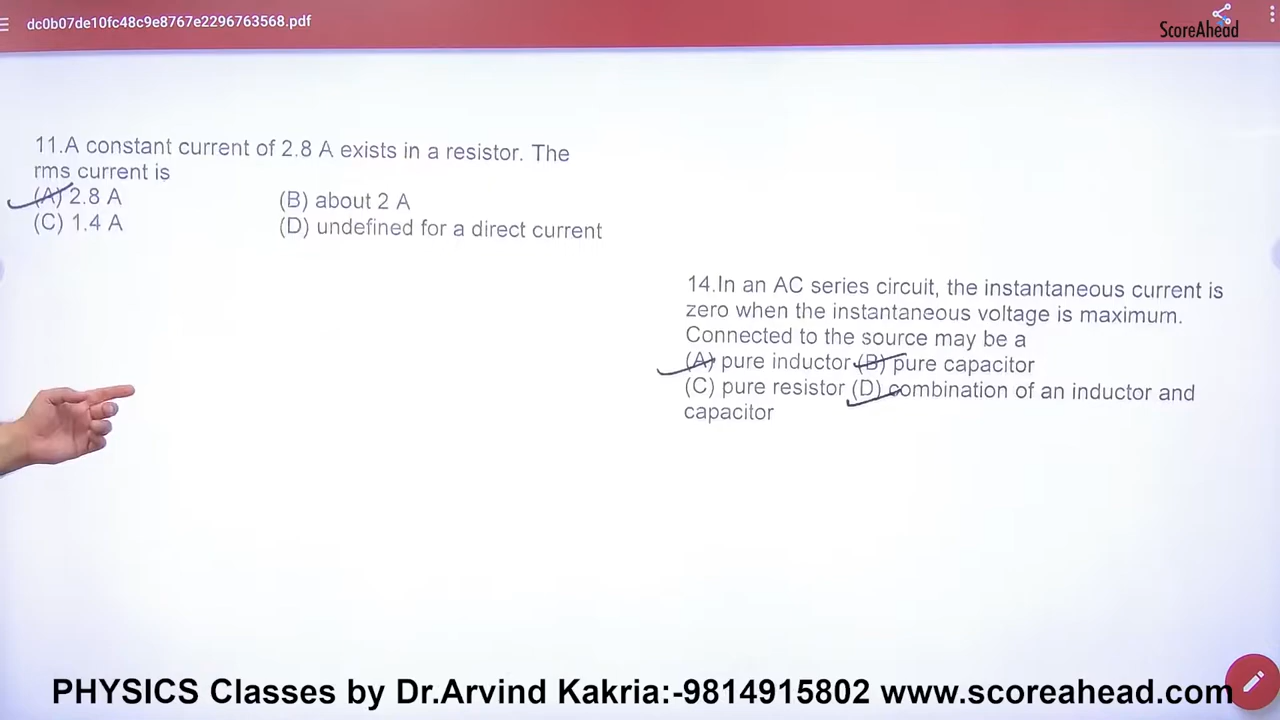 dc0b07de10fc48c9e8767e2296763568.pdf
ScoreAhead
11.A constant current of 2.8 A exists in a resistor. The
rms current is
(A) 2.8 A
(B) about 2 A
(C) 1.4 A
(D) undefined for a direct current
14.In an AC series circuit, the instantaneous current is
zero when the instantaneous voltage is maximum.
Connected to the source may be a
(A) pure inductor (B) pure capacitor
(C) pure resistor (D) combination of an inductor and
capacitor
PHYSICS Classes by Dr.Arvind Kakria:-9814915802 www.scoreahead.com